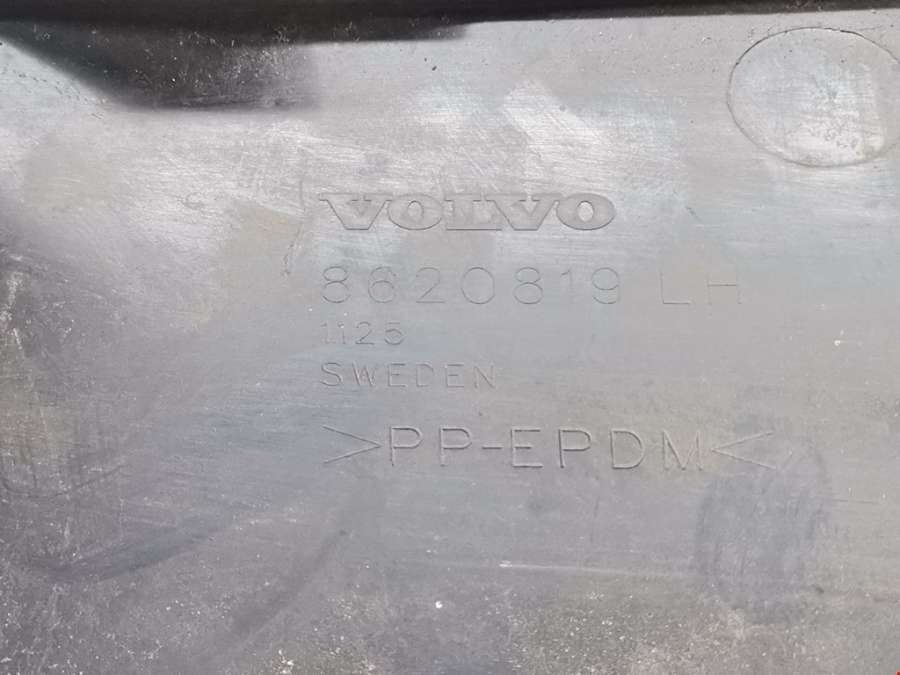 VOLVO
8620819 LH
1125
SWEDEN
>PP-EPDM<